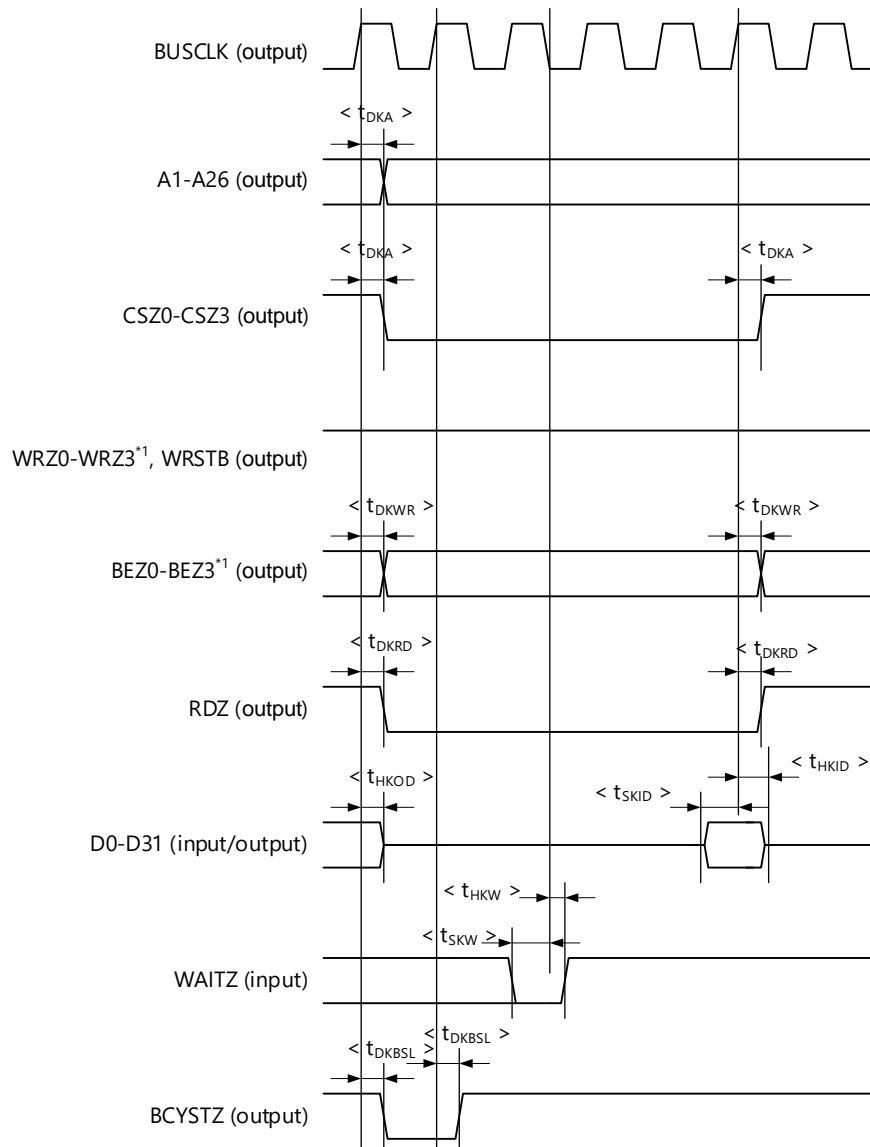 BUSCLK (output)
< tDKA >
A1-A26 (output)
< tDKA >
< tDKA >
CSZ0-CSZ3 (output)
WRZ0-WRZ3*1, WRSTB (output)
< tDKWR >
< tDKWR >
BEZ0-BEZ3*1 (output)
< tDKRD >
< tDKRD >
RDZ (output)
< tHKID >
< tHKOD >
< tSKID >
D0-D31 (input/output)
< tHKW >
< tSKW >
WAITZ (input)
< tDKBSL >
< tDKBSL >
BCYSTZ (output)